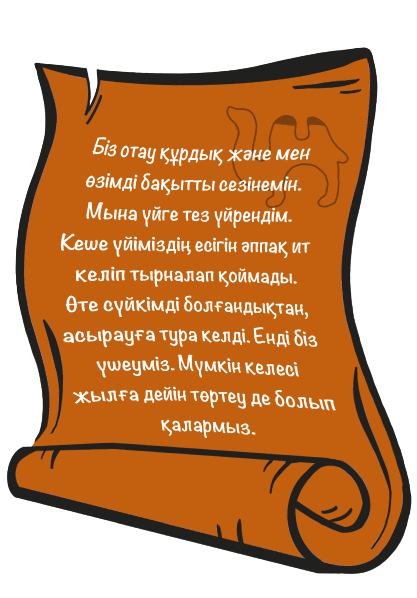 Біз отау құрдық және мен
өзімді бақытты сезінемін.
Мына үйге тез үйрендім.
Кеше үйіміздің есігін әппақ ит
келіп тырналап қоймады.
Өте сүйкімді болғандықтан,
асырауға тура келді. Енді біз
үшеуміз. Мүмкін келесі
жылға дейін төртеу де болып
қалармыз.